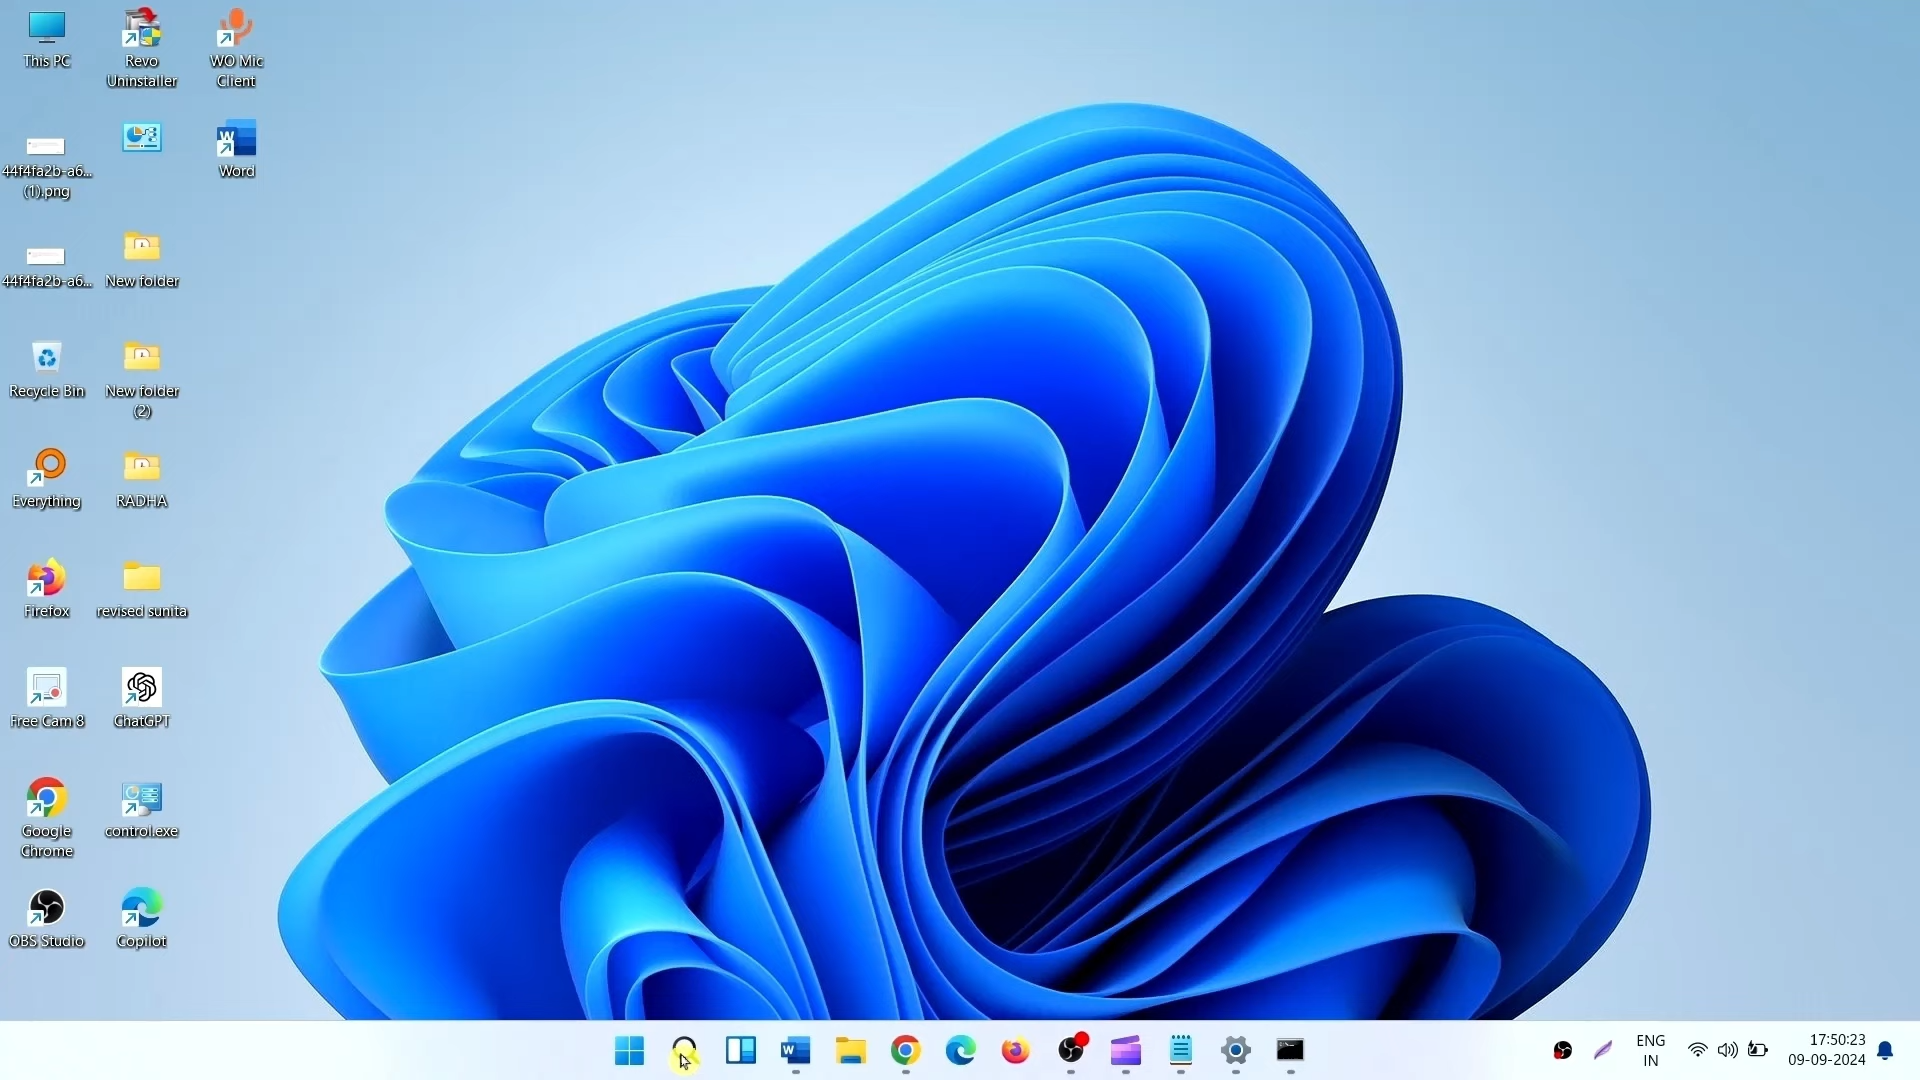 This PC
Revo
Uninstaller
WO Mic
Client
44f4fa2b-a6...
(1).png
Word
44f4fa2b-a6...
New folder
Recycle Bin
New folder
(2)
Everything
RADHA
Firefox
revised sunita
Free Cam 8
ChatGPT
Google
Chrome
control.exe
OBS Studio
Copilot
ENG
IN
17:50:23
09-09-2024